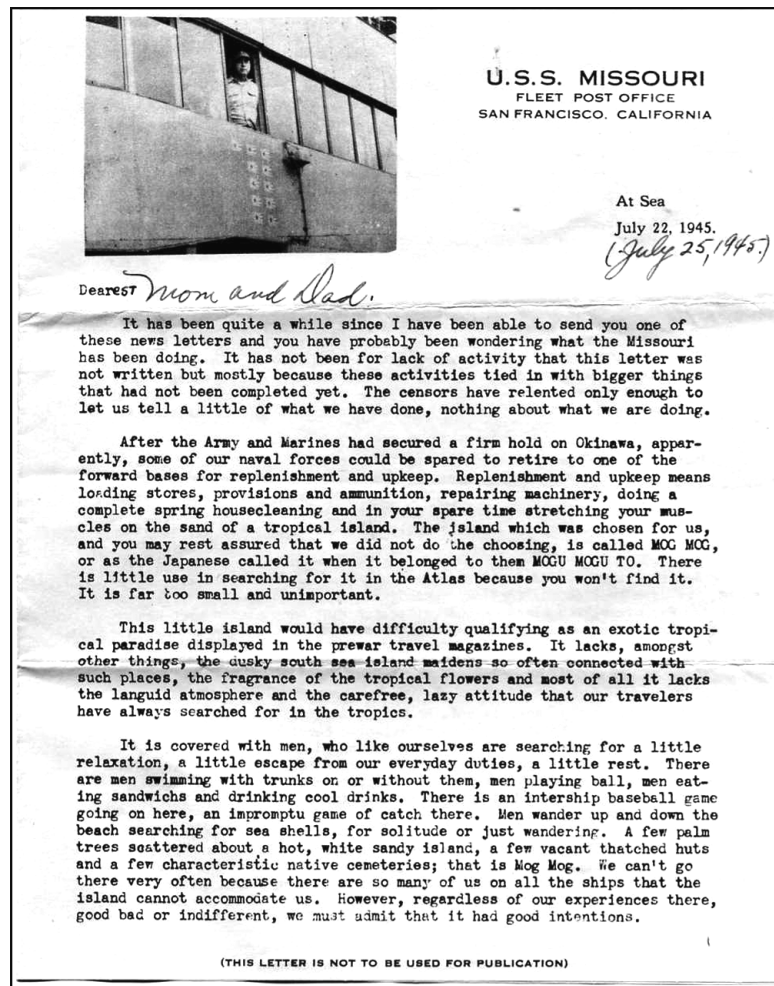 U.S.S. MISSOURI
FLEET POST OFFICE
SAN FRANCISCO. CALIFORNIA
At Sea
July 22, 1945.
(July 25, 1945.)
Dearest Mom and Dad.
It has been quite a while since I have been able to send you one of
these news letters and you have probably been wondering what the Missouri
has been doing. It has not been for lack of activity that this letter was
not written but mostly because these activities tied in with bigger things
that had not been completed yet. The censors have relented only enough to
let us tell a little of what we have done, nothing about what we are doing.
After the Army and Marines had secured a firm hold on Okinawa, appar-
ently, some of our naval forces could be spared to retire to one of the
forward bases for replenishment and upkeep. Replenishment and upkeep means
loading stores, provisions and ammunition, repairing machinery, doing a
complete spring housecleaning and in your spare time stretching your mus-
cles on the sand of a tropical island. The island which was chosen for us,
and you may rest assured that we did not do the choosing, is called MOG MOG,
or as the Japanese called it when it belonged to them MOGU MOGU TO. There
is little use in searching for it in the Atlas because you won't find it.
It is far too small and unimportant.
This little island would have difficulty qualifying as an exotic tropi-
cal paradise displayed in the prewar travel magazines. It lacks, amongst
other things, the dusky south sea island maidens so often connected with
such places, the fragrance of the tropical flowers and most of all it lacks
the languid atmosphere and the carefree, lazy attitude that our travelers
have always searched for in the tropics.
It is covered with men, who like ourselves are searching for a little
relaxation, a little escape from our everyday duties, a little rest. There
are men swimming with trunks on or without them, men playing ball, men eat-
ing sandwichs and drinking cool drinks. There is an intership baseball game
going on here, an impromptu game of catch there. Men wander up and down the
beach searching for sea shells, for solitude or just wandering. A few palm
trees scattered about a hot, white sandy island, a few vacant thatched huts
and a few characteristic native cemeteries; that is Mog Mog. We can't go
there very often because there are so many of us on all the ships that the
island cannot accommodate us. However, regardless of our experiences there,
good bad or indifferent, we must admit that it had good intentions.
(THIS LETTER IS NOT TO BE USED FOR PUBLICATION)